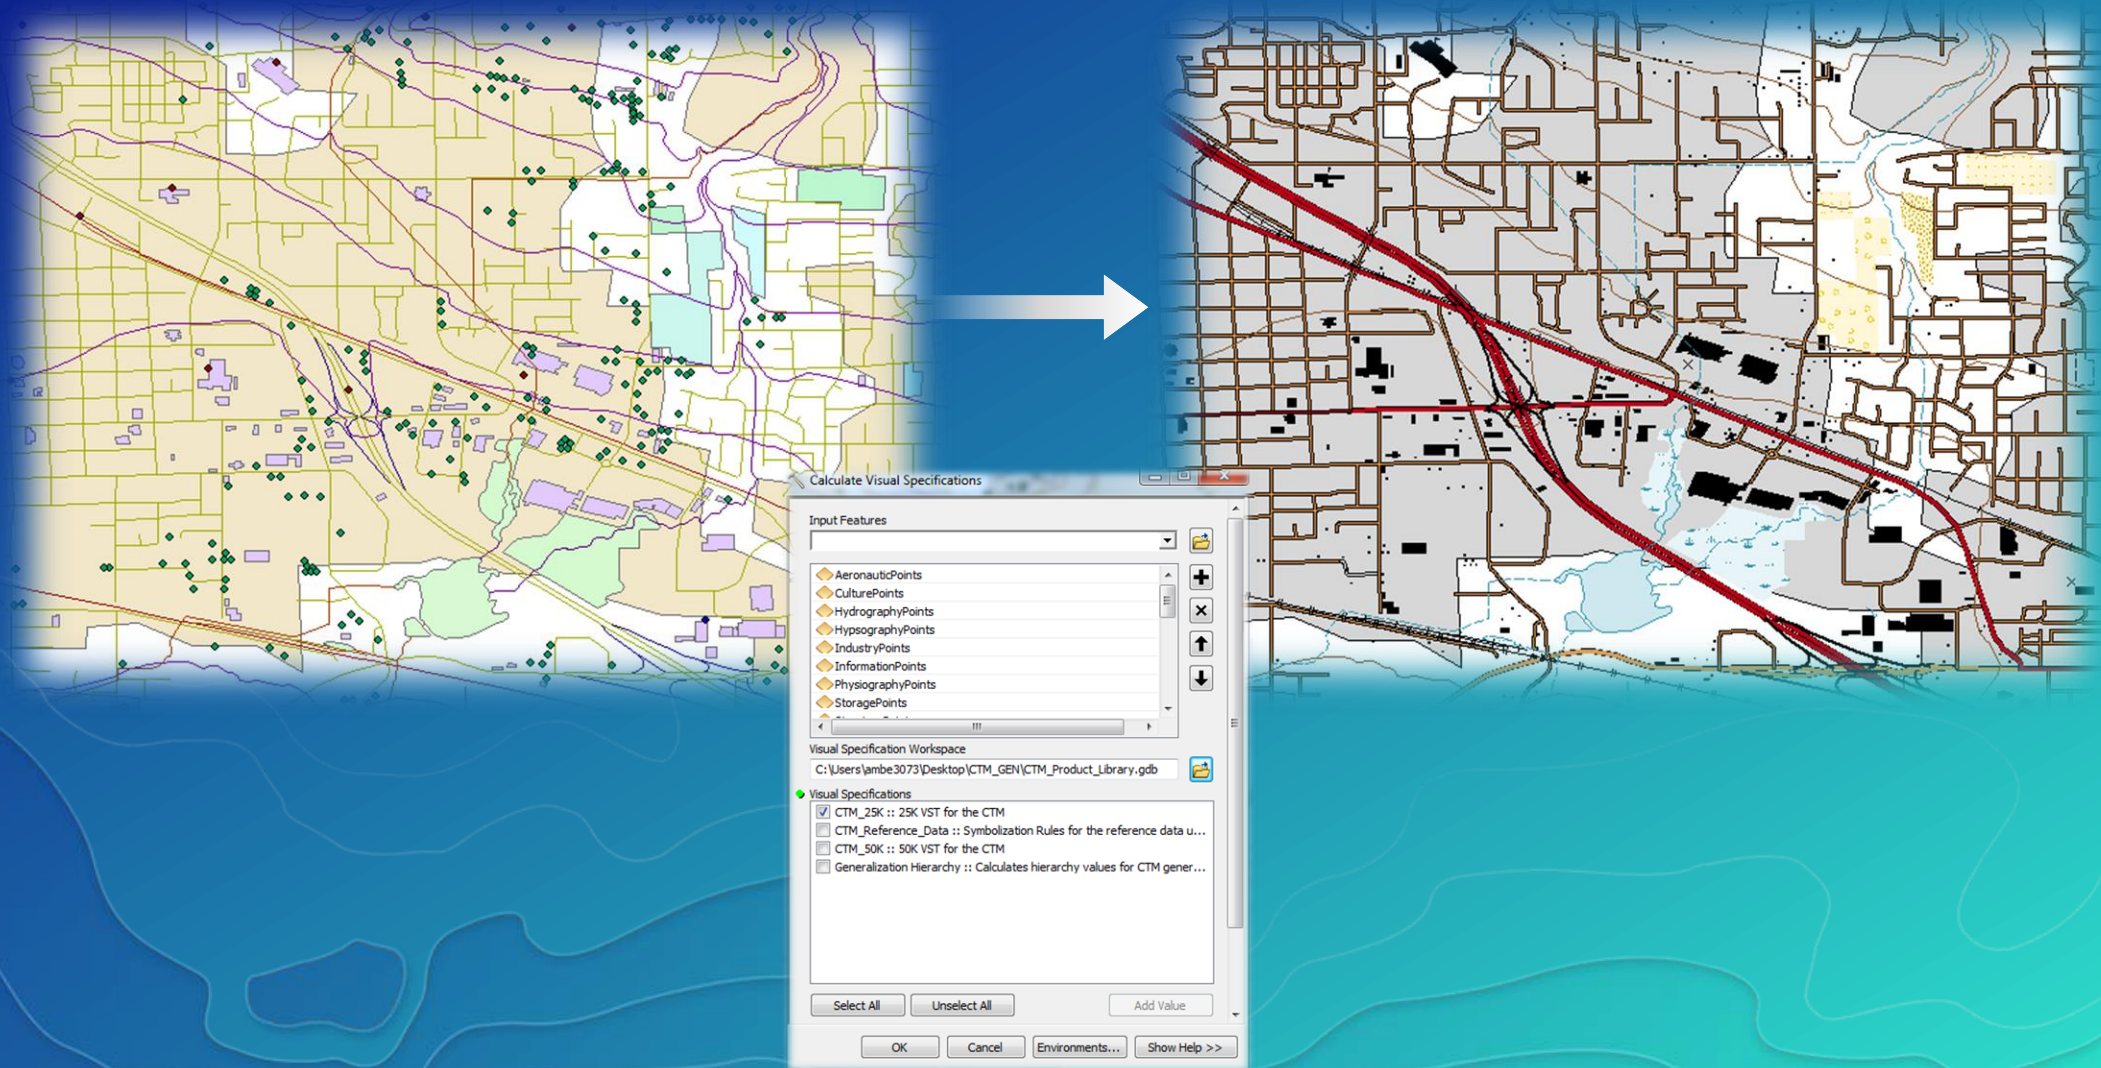 Calculate Visual Specifications
Input Features
AeronauticPoints
CulturePoints
HydrographyPoints
HypsographyPoints
IndustryPoints
InformationPoints
PhysiographyPoints
StoragePoints
Visual Specification Workspace
C:\Users\ambe3073\Desktop\CTM_GEN\CTM_Product_Library.gdb
Visual Specifications
CTM_25K :: 25K VST for the CTM
CTM_Reference_Data :: Symbolization Rules for the reference data u...
CTM_50K :: 50K VST for the CTM
Generalization Hierarchy :: Calculates hierarchy values for CTM gener...
Select All Unselect All Add Value
OK Cancel Environments... Show Help >>